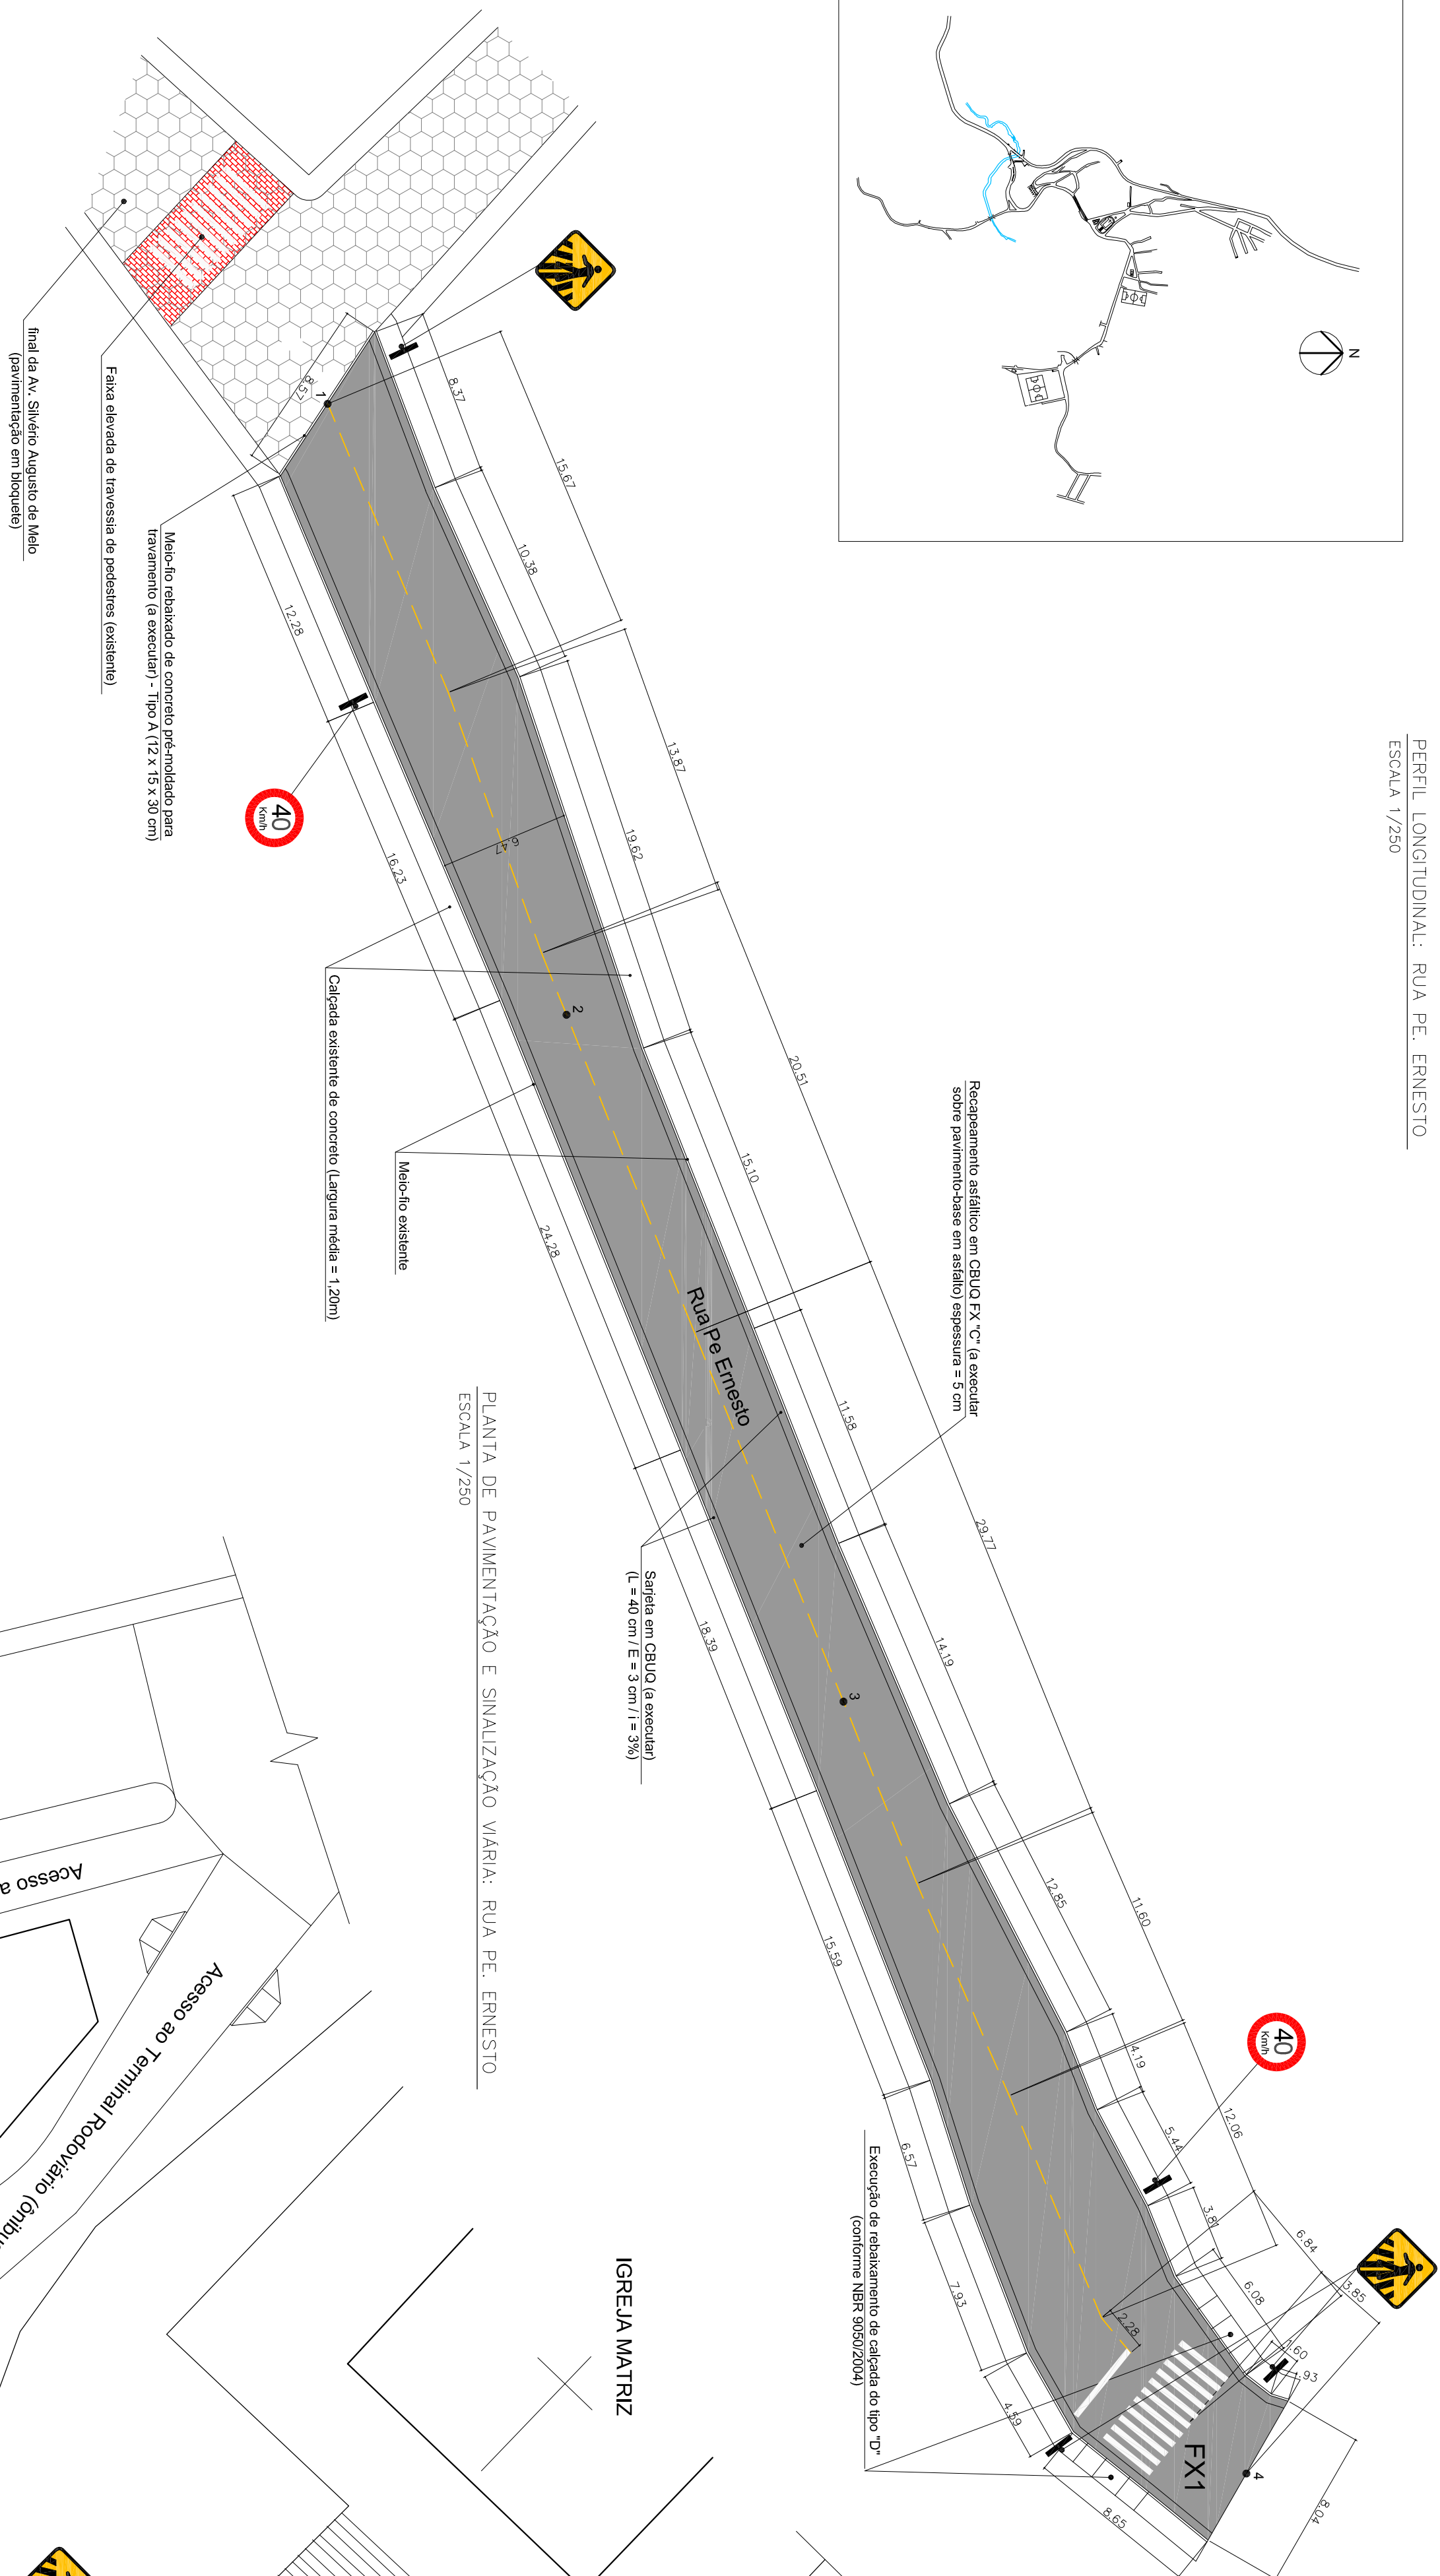 N
PERFIL LONGITUDINAL: RUA PE. ERNESTO
ESCALA 1/250
final da Av. Silvério Augusto de Melo
(pavimentação em bloquete)
Faixa elevada de travessia de pedestres (existente)
Meio-fio rebaixado de concreto pré-moldado para
travamento (a executar) - Tipo A (12 x 15 x 30 cm)
40
Km/h
Calçada existente de concreto (Largura média = 1,20m)
Meio-fio existente
Recapeamento asfáltico em CBUQ FX "C" (a executar
sobre pavimento-base em asfalto) espessura = 5 cm
Rua Pe Ernesto
Sarjeta em CBUQ (a executar)
(L = 40 cm / E = 3 cm / i = 3%)
PLANTA DE PAVIMENTAÇÃO E SINALIZAÇÃO VIÁRIA: RUA PE. ERNESTO
ESCALA 1/250
40
Km/h
Execução de rebaixamento de calçada do tipo "D"
(conforme NBR 9050/2004)
FX1
IGREJA MATRIZ
Acesso a
Acesso ao Terminal Rodoviário (ônibu
1
2
3
4
8.57
8.37
10.38
19.62
15.10
11.58
14.19
12.85
4.19
5.44
3.81
6.08
.60
.93
15.67
13.87
20.51
29.77
11.60
12.06
6.84
3.85
2.28
8.04
12.28
16.23
24.28
18.39
15.59
6.57
7.93
4.59
8.65